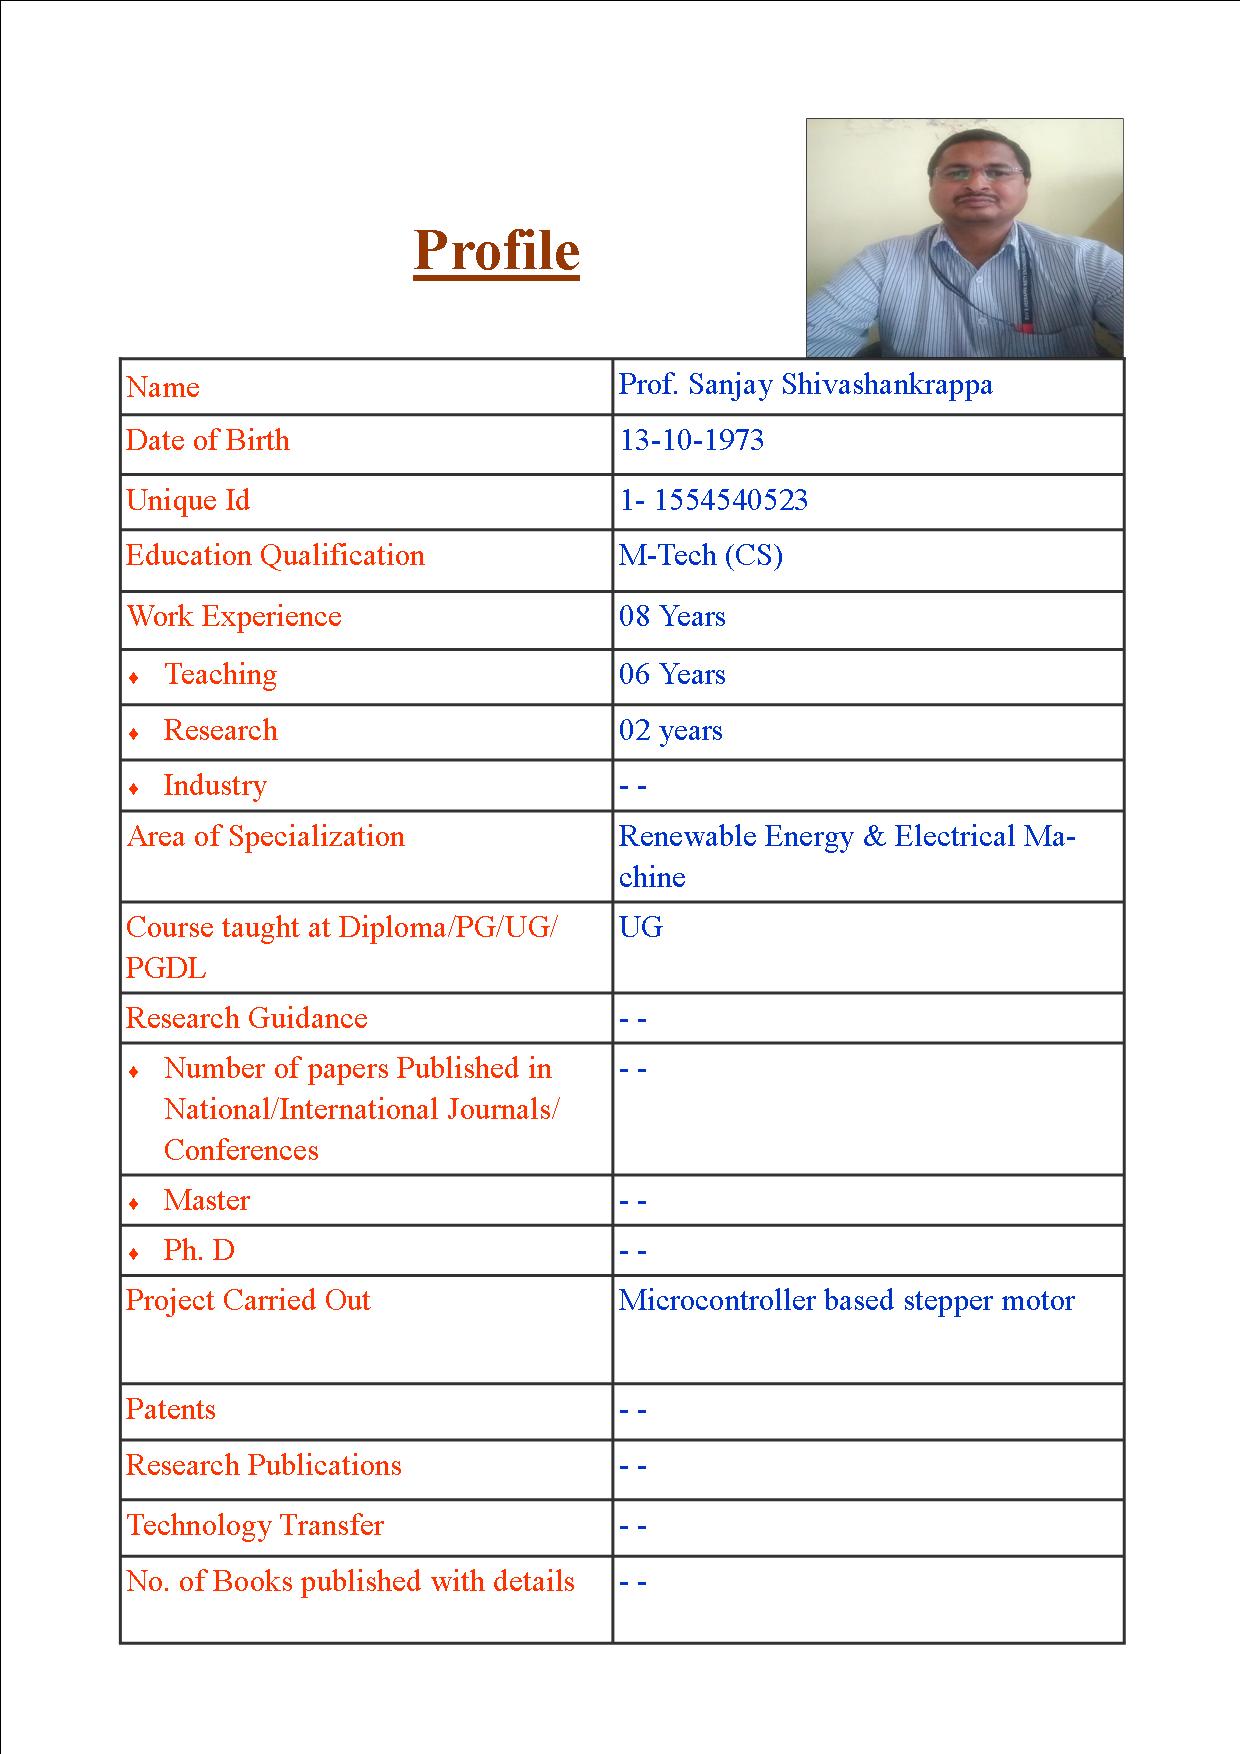 Profile
Name
Prof. Sanjay Shivashankrappa
Date of Birth
13-10-1973
Unique Id
1- 1554540523
Education Qualification
M-Tech (CS)
Work Experience
08 Years
♦ Teaching
06 Years
♦ Research
02 years
♦ Industry
- -
Area of Specialization
Renewable Energy & Electrical Ma-
chine
Course taught at Diploma/PG/UG/
PGDL
UG
Research Guidance
- -
♦ Number of papers Published in
National/International Journals/
Conferences
- -
♦ Master
- -
♦ Ph. D
- -
Project Carried Out
Microcontroller based stepper motor
Patents
- -
Research Publications
- -
Technology Transfer
- -
No. of Books published with details
- -